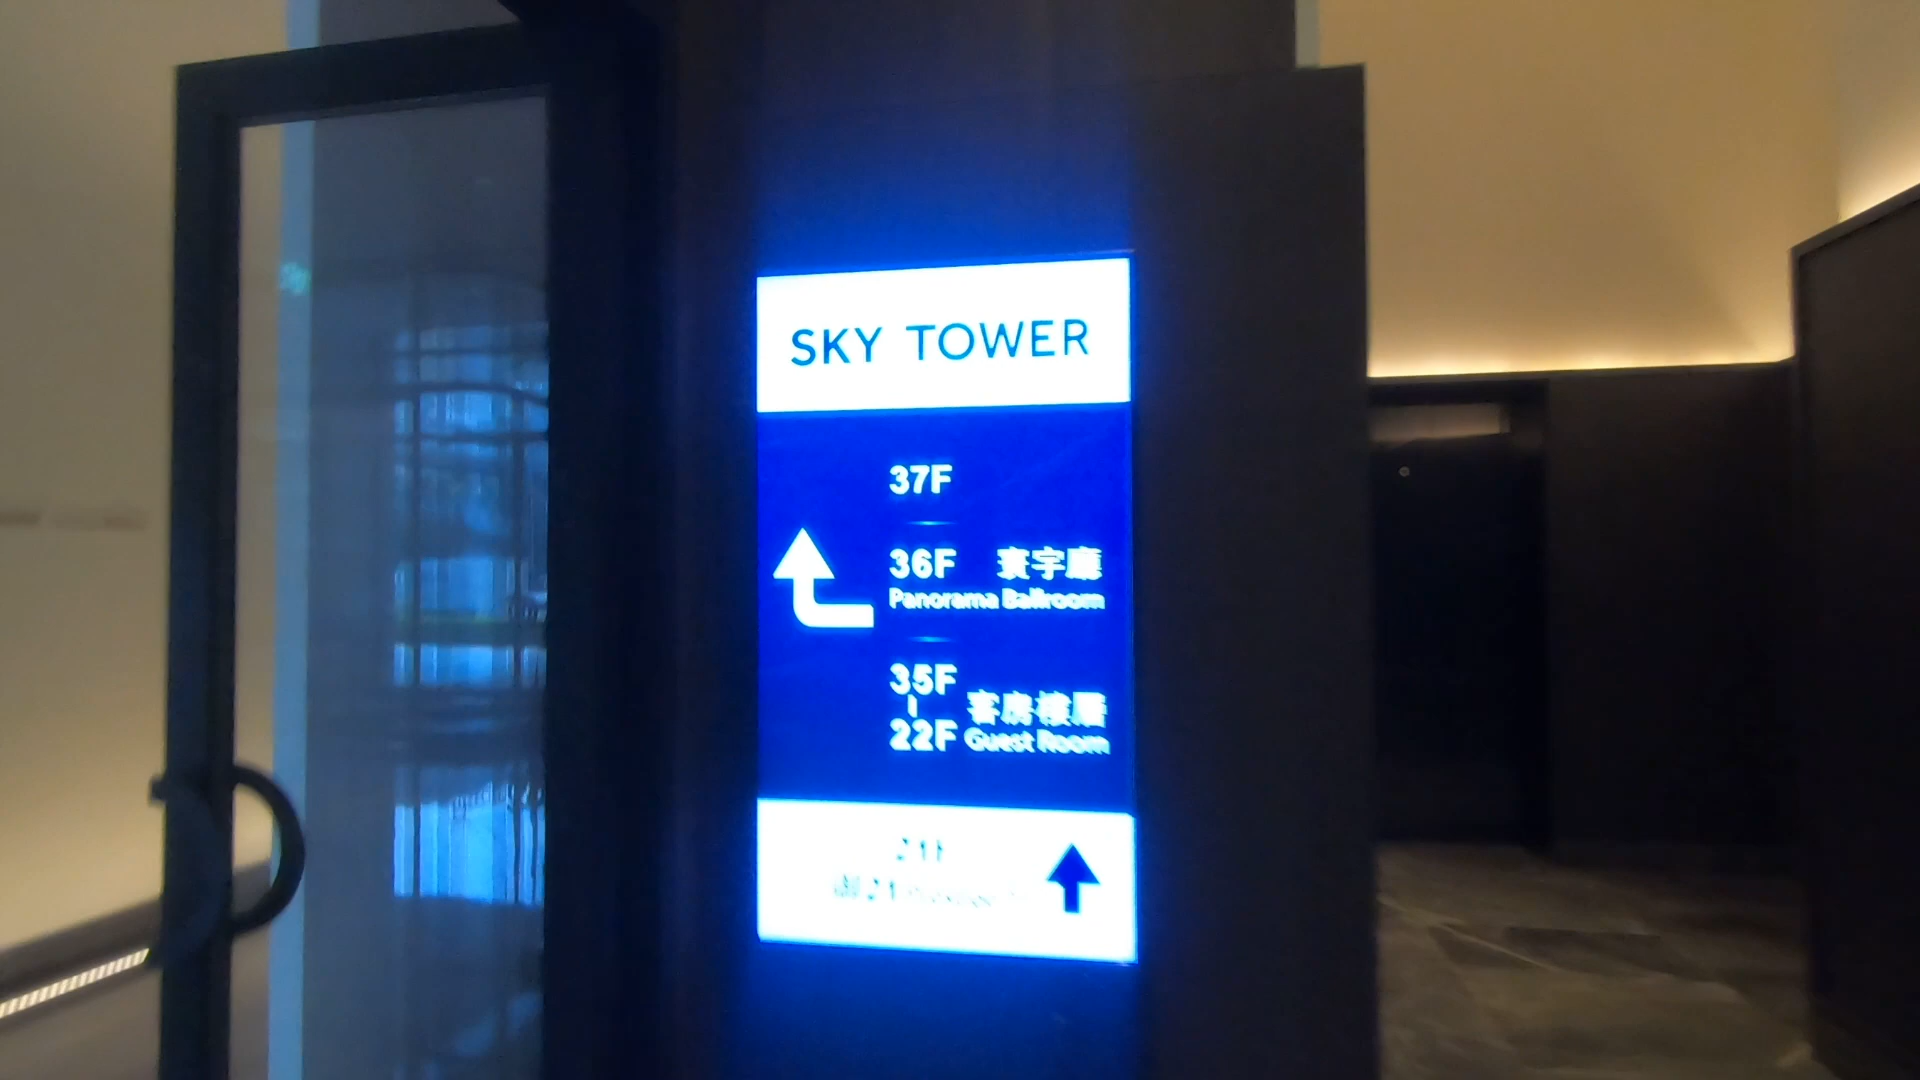 SKY TOWER
37F
36F 寰宇廳
Panorama Ballroom
35F
|
22F 客房樓層
Guest Room